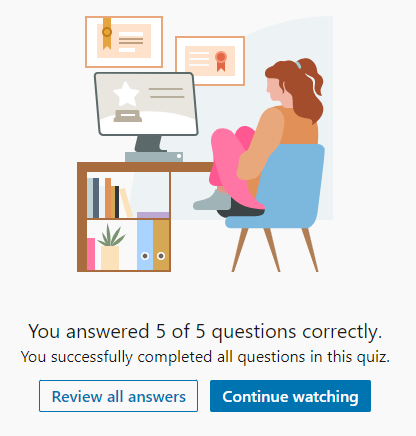 You answered 5 of 5 questions correctly.
You successfully completed all questions in this quiz.
Review all answers
Continue watching